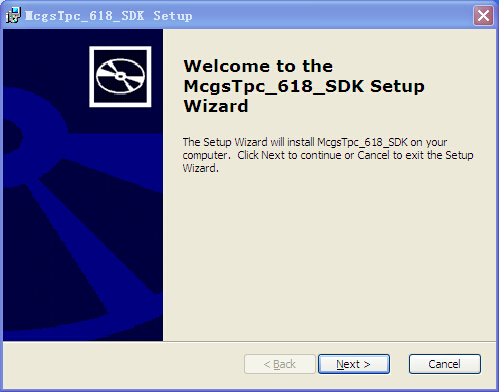 McgsTpc_618_SDK Setup
Welcome to the
McgsTpc_618_SDK Setup
Wizard
The Setup Wizard will install McgsTpc_618_SDK on your
computer. Click Next to continue or Cancel to exit the Setup
Wizard.
< Back Next > Cancel